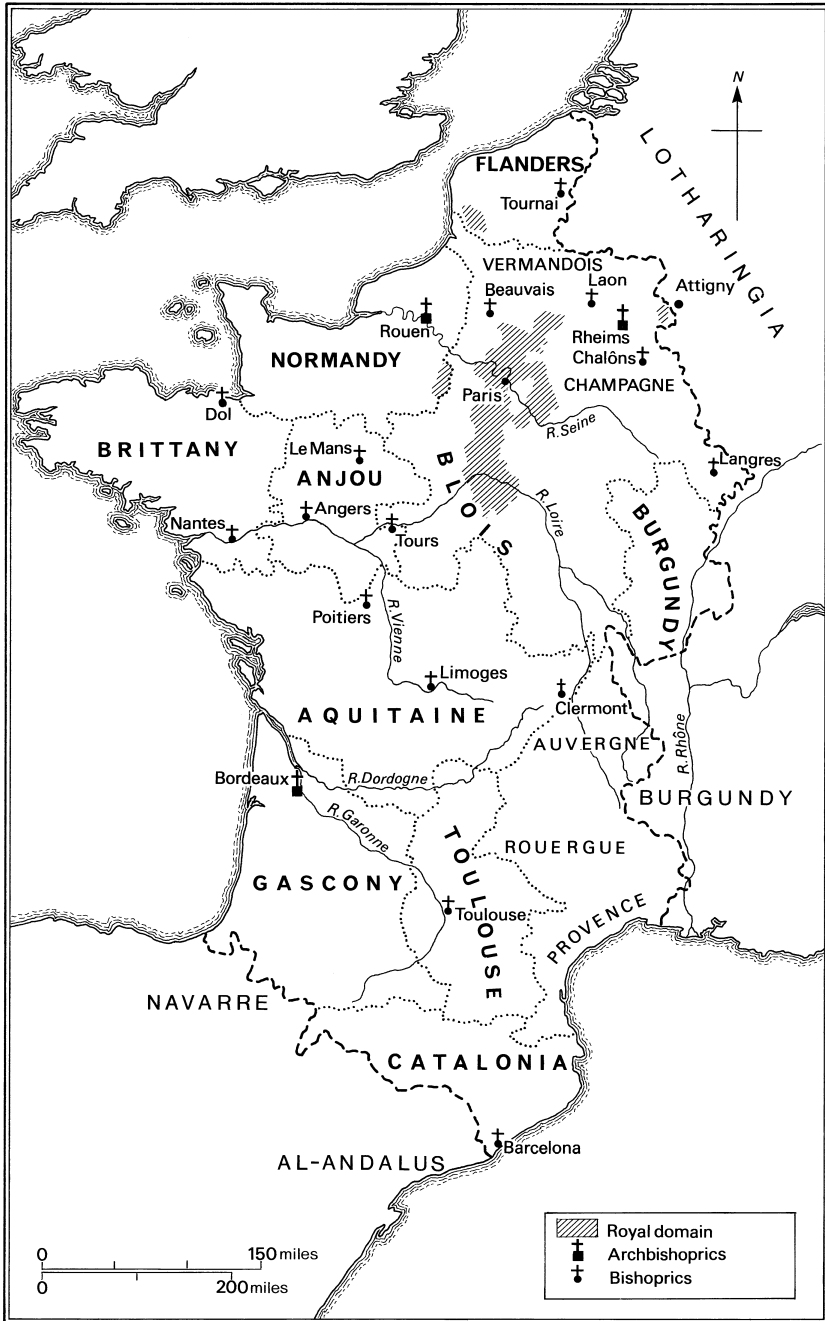 N
LOTHARINGIA
FLANDERS
Tournai
VERMANDOIS
Beauvais
Laon
Attigny
Rouen
Rheims
Chalôns
NORMANDY
Paris
CHAMPAGNE
Dol
R.Seine
BRITTANY
Le Mans
ANJOU
BLOIS
Langres
Angers
R.Loire
Nantes
Tours
BURGUNDY
Poitiers
R.Vienne
Limoges
Clermont
AQUITAINE
AUVERGNE
R.Rhône
Bordeaux
R.Dordogne
BURGUNDY
R.Garonne
TOULOUSE
ROUERGUE
GASCONY
Toulouse
PROVENCE
NAVARRE
CATALONIA
Barcelona
AL-ANDALUS
Royal domain
Archbishoprics
Bishoprics
0 150 miles
0 200 miles